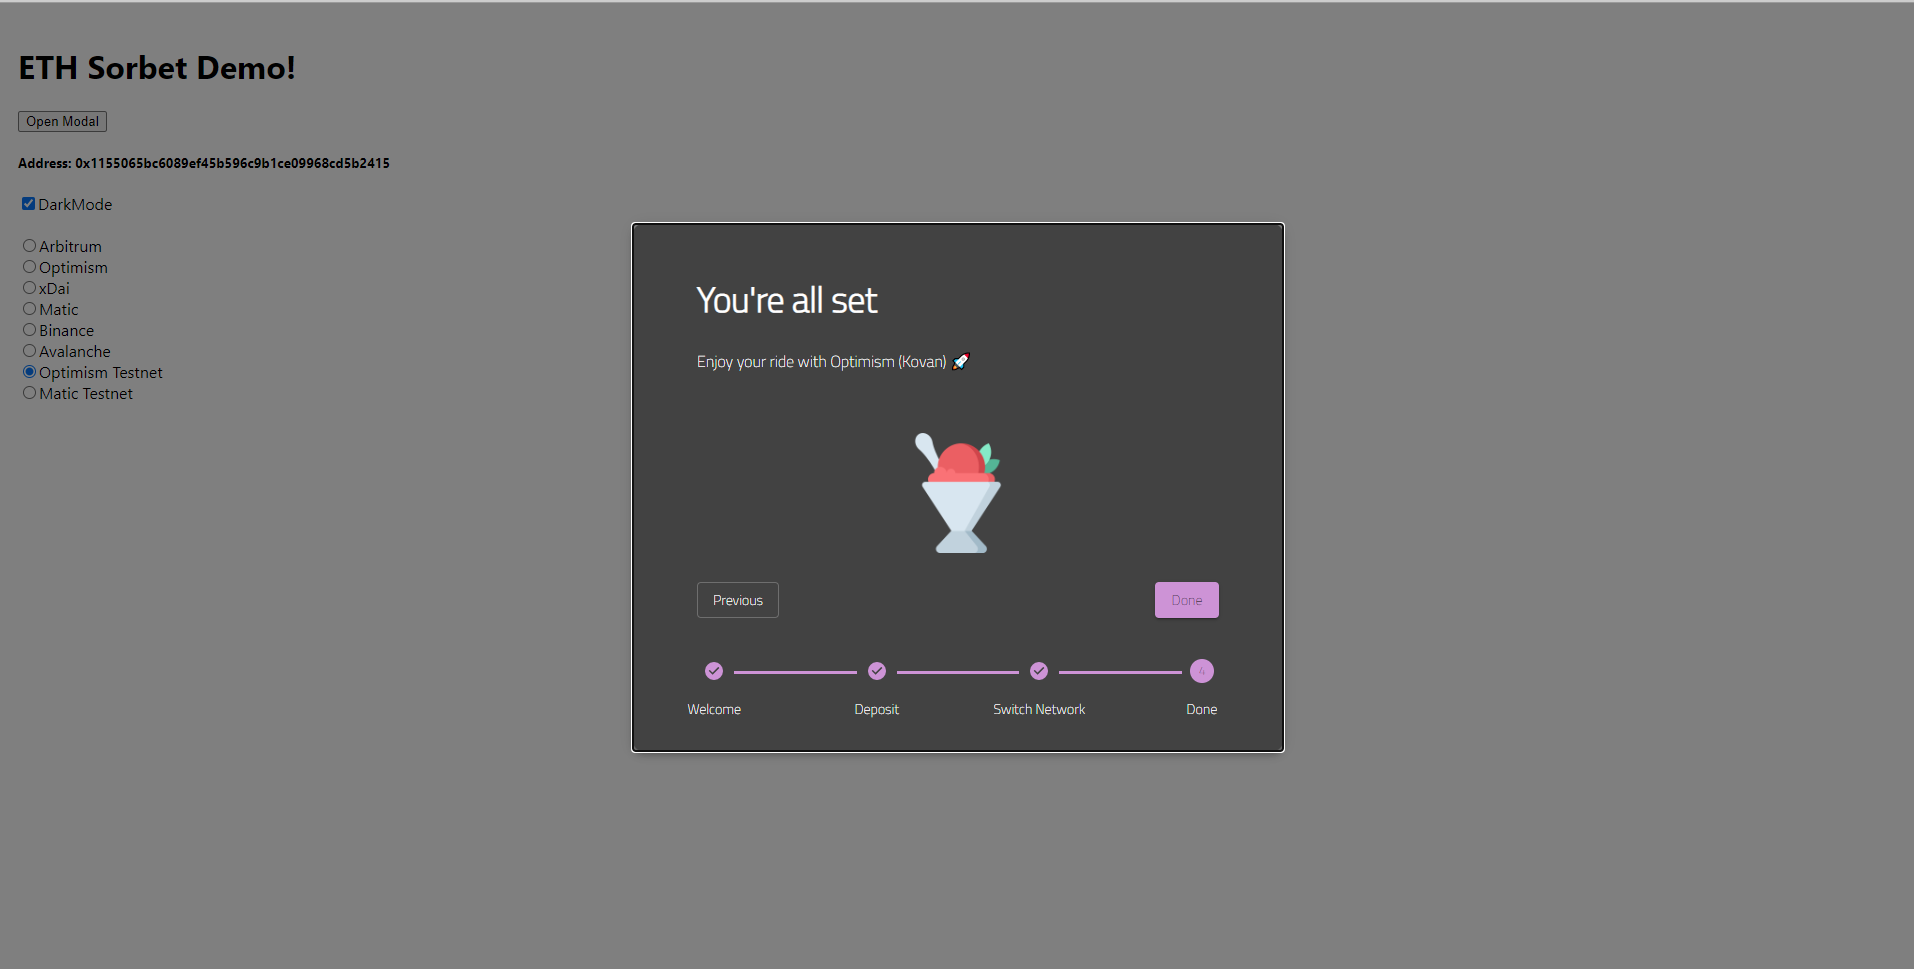 ETH Sorbet Demo!
Open Modal
Address: 0x1155065bc6089ef45b596c9b1ce09968cd5b2415
DarkMode
Arbitrum
Optimism
xDai
Matic
Binance
Avalanche
Optimism Testnet
Matic Testnet
You're all set
Enjoy your ride with Optimism (Kovan) 🚀
Previous
Done
4
Welcome
Deposit
Switch Network
Done